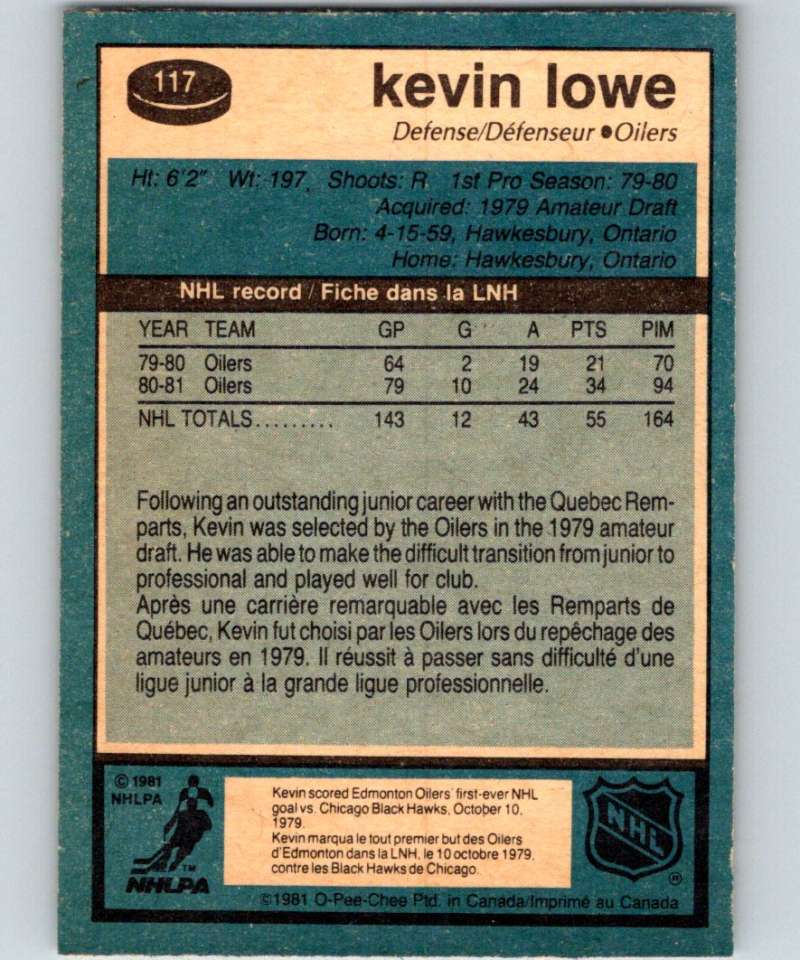 117
kevin lowe
Defense/Défenseur ● Oilers
Ht: 6'2" Wt: 197 Shoots: R 1st Pro Season: 79-80
Acquired: 1979 Amateur Draft
Born: 4-15-59, Hawkesbury, Ontario
Home: Hawkesbury, Ontario
NHL record / Fiche dans la LNH
YEAR TEAM GP G A PTS PIM
79-80 Oilers 64 2 19 21 70
80-81 Oilers 79 10 24 34 94
NHL TOTALS......... 143 12 43 55 164
Following an outstanding junior career with the Quebec Rem-
parts, Kevin was selected by the Oilers in the 1979 amateur
draft. He was able to make the difficult transition from junior to
professional and played well for club.
Après une carrière remarquable avec les Remparts de
Québec, Kevin fut choisi par les Oilers lors du repêchage des
amateurs en 1979. Il réussit à passer sans difficulté d'une
ligue junior à la grande ligue professionnelle.
© 1981
NHLPA
TM
NHLPA
Kevin scored Edmonton Oilers' first-ever NHL
goal vs. Chicago Black Hawks, October 10,
1979.
Kevin marqua le tout premier but des Oilers
d'Edmonton dans la LNH, le 10 octobre 1979,
contre les Black Hawks de Chicago.
NHL
®
©1981 O-Pee-Chee Ptd. in Canada/Imprimé au Canada